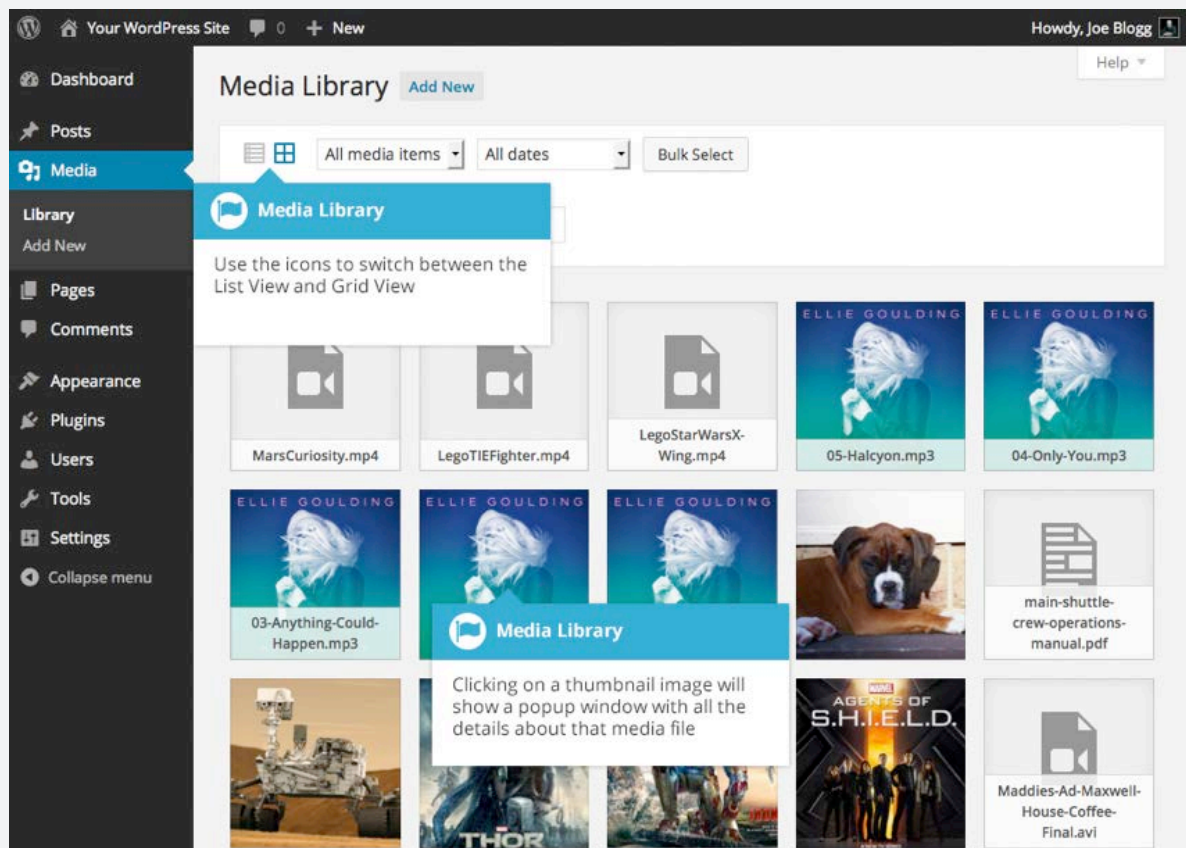 Your WordPress Site 0 + New Howdy, Joe Blogg
Help
Dashboard
Posts
Media
Library
Add New
Pages
Comments
Appearance
Plugins
Users
Tools
Settings
Collapse menu
Media Library Add New
All media items All dates Bulk Select
Media Library
Use the icons to switch between the
List View and Grid View
MarsCuriosity.mp4
LegoTIEFighter.mp4
LegoStarWarsX-
Wing.mp4
ELLIE GOULDING
05-Halcyon.mp3
ELLIE GOULDING
04-Only-You.mp3
ELLIE GOULDING
03-Anything-Could-
Happen.mp3
ELLIE GOULDING
ELLIE GOULDING
main-shuttle-
crew-operations-
manual.pdf
Media Library
Clicking on a thumbnail image will
show a popup window with all the
details about that media file
THOR
MARVEL
AGENTS OF
S.H.I.E.L.D.
Maddies-Ad-Maxwell-
House-Coffee-
Final.avi